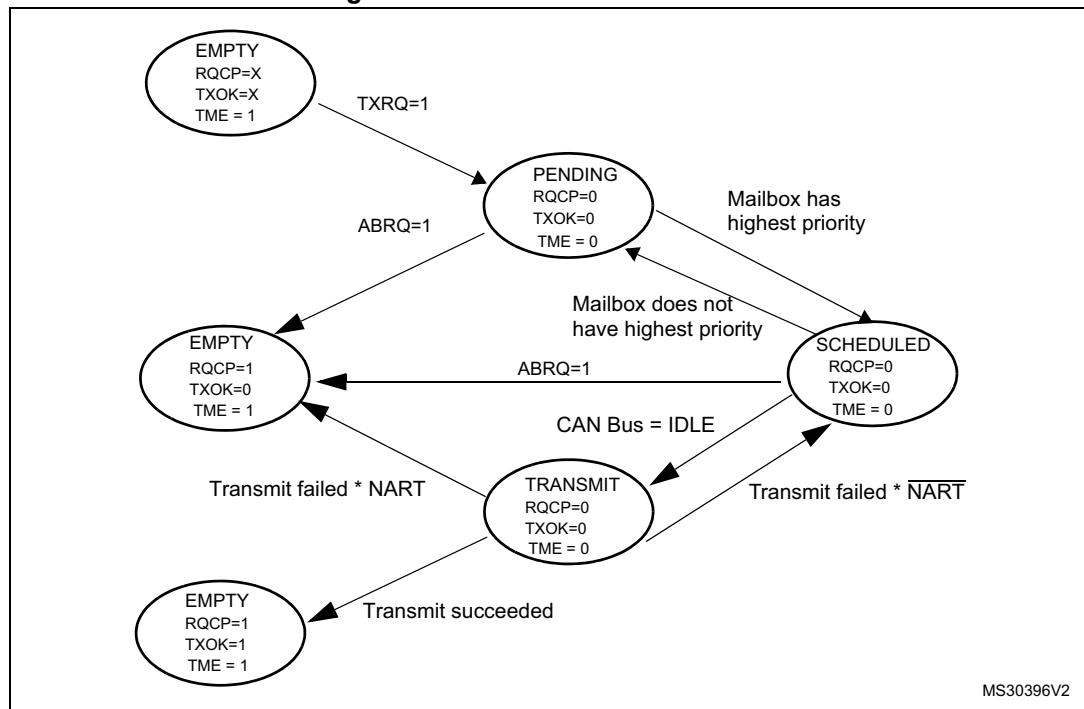 EMPTY
RQCP=X
TXOK=X
TME = 1
TXRQ=1
PENDING
RQCP=0
TXOK=0
TME = 0
Mailbox has
highest priority
ABRQ=1
Mailbox does not
have highest priority
EMPTY
RQCP=1
TXOK=0
TME = 1
ABRQ=1
SCHEDULED
RQCP=0
TXOK=0
TME = 0
CAN Bus = IDLE
Transmit failed * NART
TRANSMIT
RQCP=0
TXOK=0
TME = 0
Transmit failed * N̅A̅R̅T̅
EMPTY
RQCP=1
TXOK=1
TME = 1
Transmit succeeded
MS30396V2